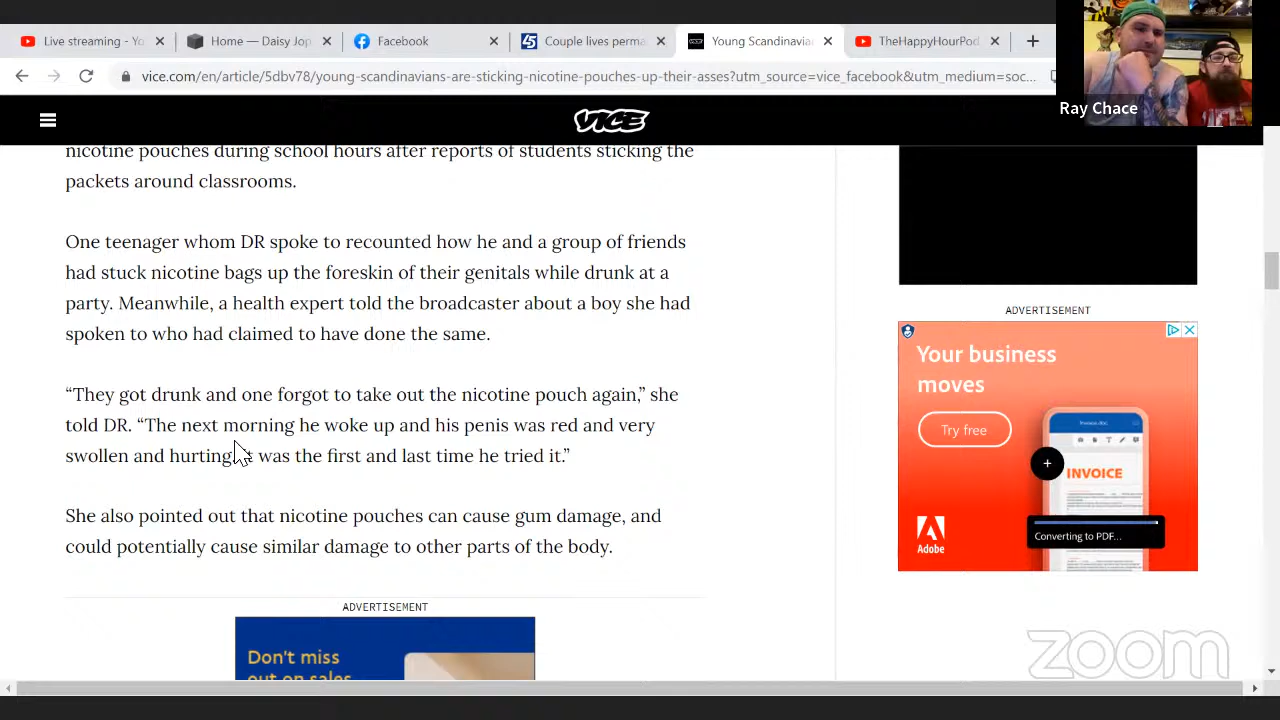 Live streaming - Yo
Home — Daisy Jop
Facebook
Couple lives perma
Young Scandinavia
TheHappyHourPod
vice.com/en/article/5dbv78/young-scandinavians-are-sticking-nicotine-pouches-up-their-asses?utm_source=vice_facebook&utm_medium=soc...
Ray Chace
VICE
nicotine pouches during school hours after reports of students sticking the
packets around classrooms.
One teenager whom DR spoke to recounted how he and a group of friends
had stuck nicotine bags up the foreskin of their genitals while drunk at a
party. Meanwhile, a health expert told the broadcaster about a boy she had
spoken to who had claimed to have done the same.
“They got drunk and one forgot to take out the nicotine pouch again,” she
told DR. “The next morning he woke up and his penis was red and very
swollen and hurting. was the first and last time he tried it.”
She also pointed out that nicotine pouches can cause gum damage, and
could potentially cause similar damage to other parts of the body.
ADVERTISEMENT
Don't miss
out on sales
ADVERTISEMENT
Your business
moves
Try free
INVOICE
Converting to PDF...
Adobe
zoom